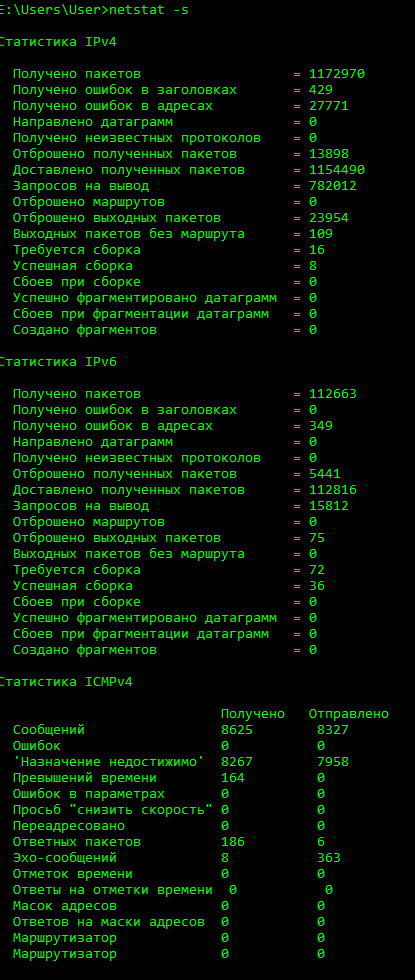 E:\Users\User>netstat -s
Статистика IPv4
Получено пакетов = 1172970
Получено ошибок в заголовках = 429
Получено ошибок в адресах = 27771
Направлено датаграмм = 0
Получено неизвестных протоколов = 0
Отброшено полученных пакетов = 13898
Доставлено полученных пакетов = 1154490
Запросов на вывод = 782012
Отброшено маршрутов = 0
Отброшено выходных пакетов = 23954
Выходных пакетов без маршрута = 109
Требуется сборка = 16
Успешная сборка = 8
Сбоев при сборке = 0
Успешно фрагментировано датаграмм = 0
Сбоев при фрагментации датаграмм = 0
Создано фрагментов = 0
Статистика IPv6
Получено пакетов = 112663
Получено ошибок в заголовках = 0
Получено ошибок в адресах = 349
Направлено датаграмм = 0
Получено неизвестных протоколов = 0
Отброшено полученных пакетов = 5441
Доставлено полученных пакетов = 112816
Запросов на вывод = 15812
Отброшено маршрутов = 0
Отброшено выходных пакетов = 75
Выходных пакетов без маршрута = 0
Требуется сборка = 72
Успешная сборка = 36
Сбоев при сборке = 0
Успешно фрагментировано датаграмм = 0
Сбоев при фрагментации датаграмм = 0
Создано фрагментов = 0
Статистика ICMPv4
Получено Отправлено
Сообщений 8625 8327
Ошибок 0 0
'Назначение недостижимо' 8267 7958
Превышений времени 164 0
Ошибок в параметрах 0 0
Просьб "снизить скорость" 0 0
Переадресовано 0 0
Ответных пакетов 186 6
Эхо-сообщений 8 363
Отметок времени 0 0
Ответы на отметки времени 0 0
Масок адресов 0 0
Ответов на маски адресов 0 0
Маршрутизатор 0 0
Маршрутизатор 0 0